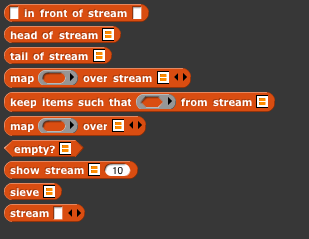 in front of stream
head of stream
tail of stream
map over stream
keep items such that from stream
map over
empty?
show stream 10
sieve
stream